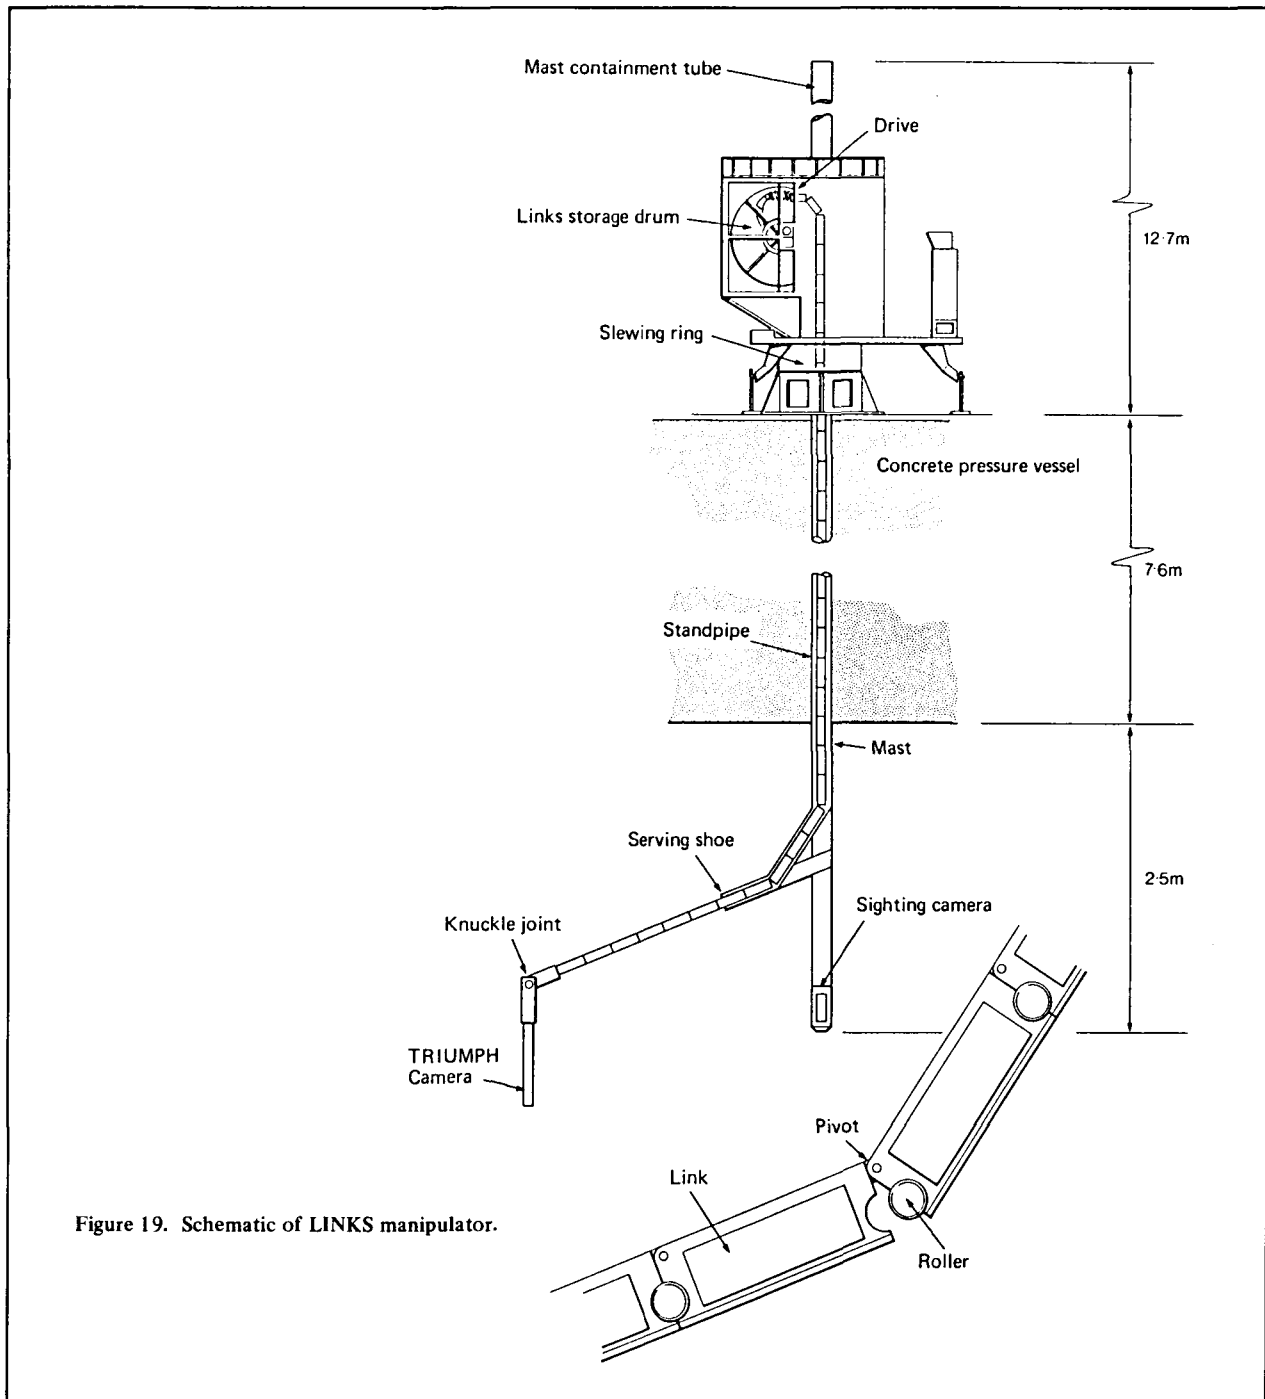 Mast containment tube
Drive
Links storage drum
12·7m
Slewing ring
Concrete pressure vessel
7·6m
Standpipe
Mast
Serving shoe
2·5m
Sighting camera
Knuckle joint
TRIUMPH
Camera
Pivot
Link
Roller
Figure 19. Schematic of LINKS manipulator.